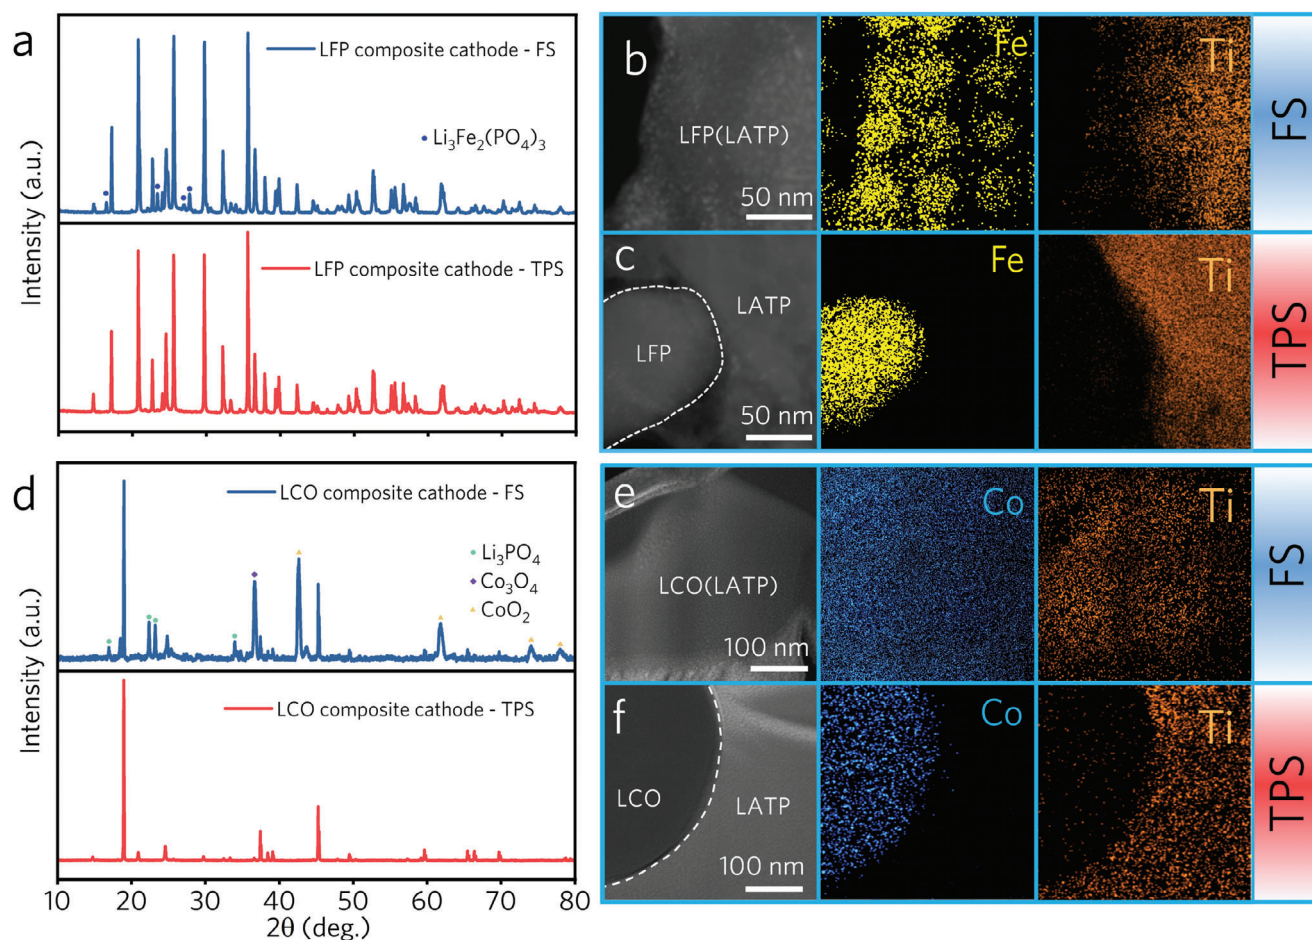 a
LFP composite cathode - FS
Li₃Fe₂(PO₄)₃
LFP composite cathode - TPS
Intensity (a.u.)
b
LFP(LATP)
50 nm
Fe
Ti
FS
c
LATP
LFP
50 nm
Fe
Ti
TPS
d
LCO composite cathode - FS
Li₃PO₄
Co₃O₄
CoO₂
LCO composite cathode - TPS
Intensity (a.u.)
10 20 30 40 50 60 70 80
2θ (deg.)
e
LCO(LATP)
100 nm
Co
Ti
FS
f
LCO
LATP
100 nm
Co
Ti
TPS